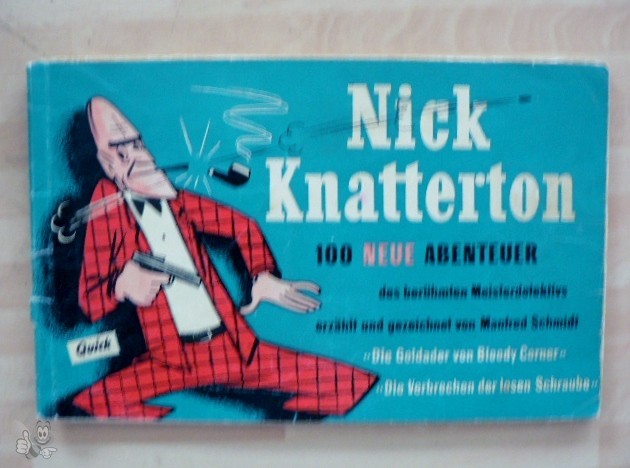 Nick
Knatterton
100 NEUE ABENTEUER
des berühmten Meisterdetektivs
erzählt und gezeichnet von Manfred Schmidt
»Die Goldader von Bloody Corner«
»Die Verbrechen der losen Schraube«
Quick